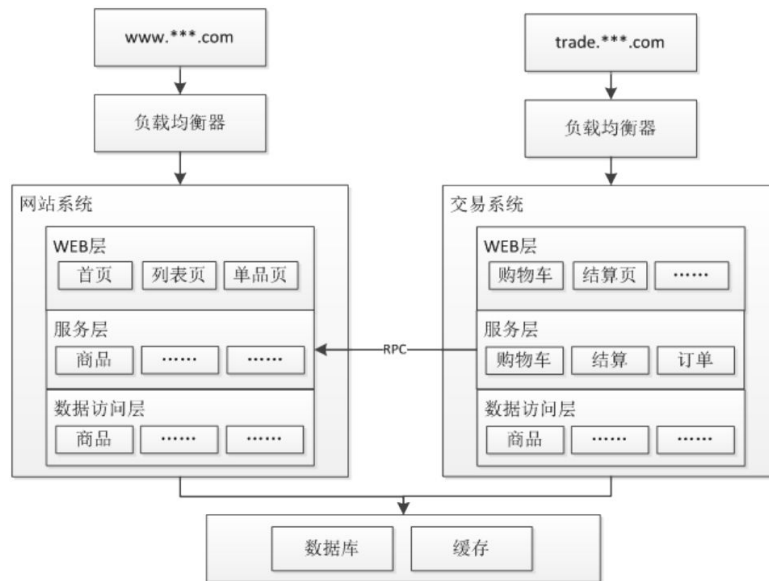 www.***.com
负载均衡器
网站系统
WEB层
首页 列表页 单品页
服务层
商品 …… ……
数据访问层
商品 …… ……
trade.***.com
负载均衡器
交易系统
WEB层
购物车 结算页 ……
服务层
购物车 结算 订单
数据访问层
商品 …… ……
RPC
数据库 缓存